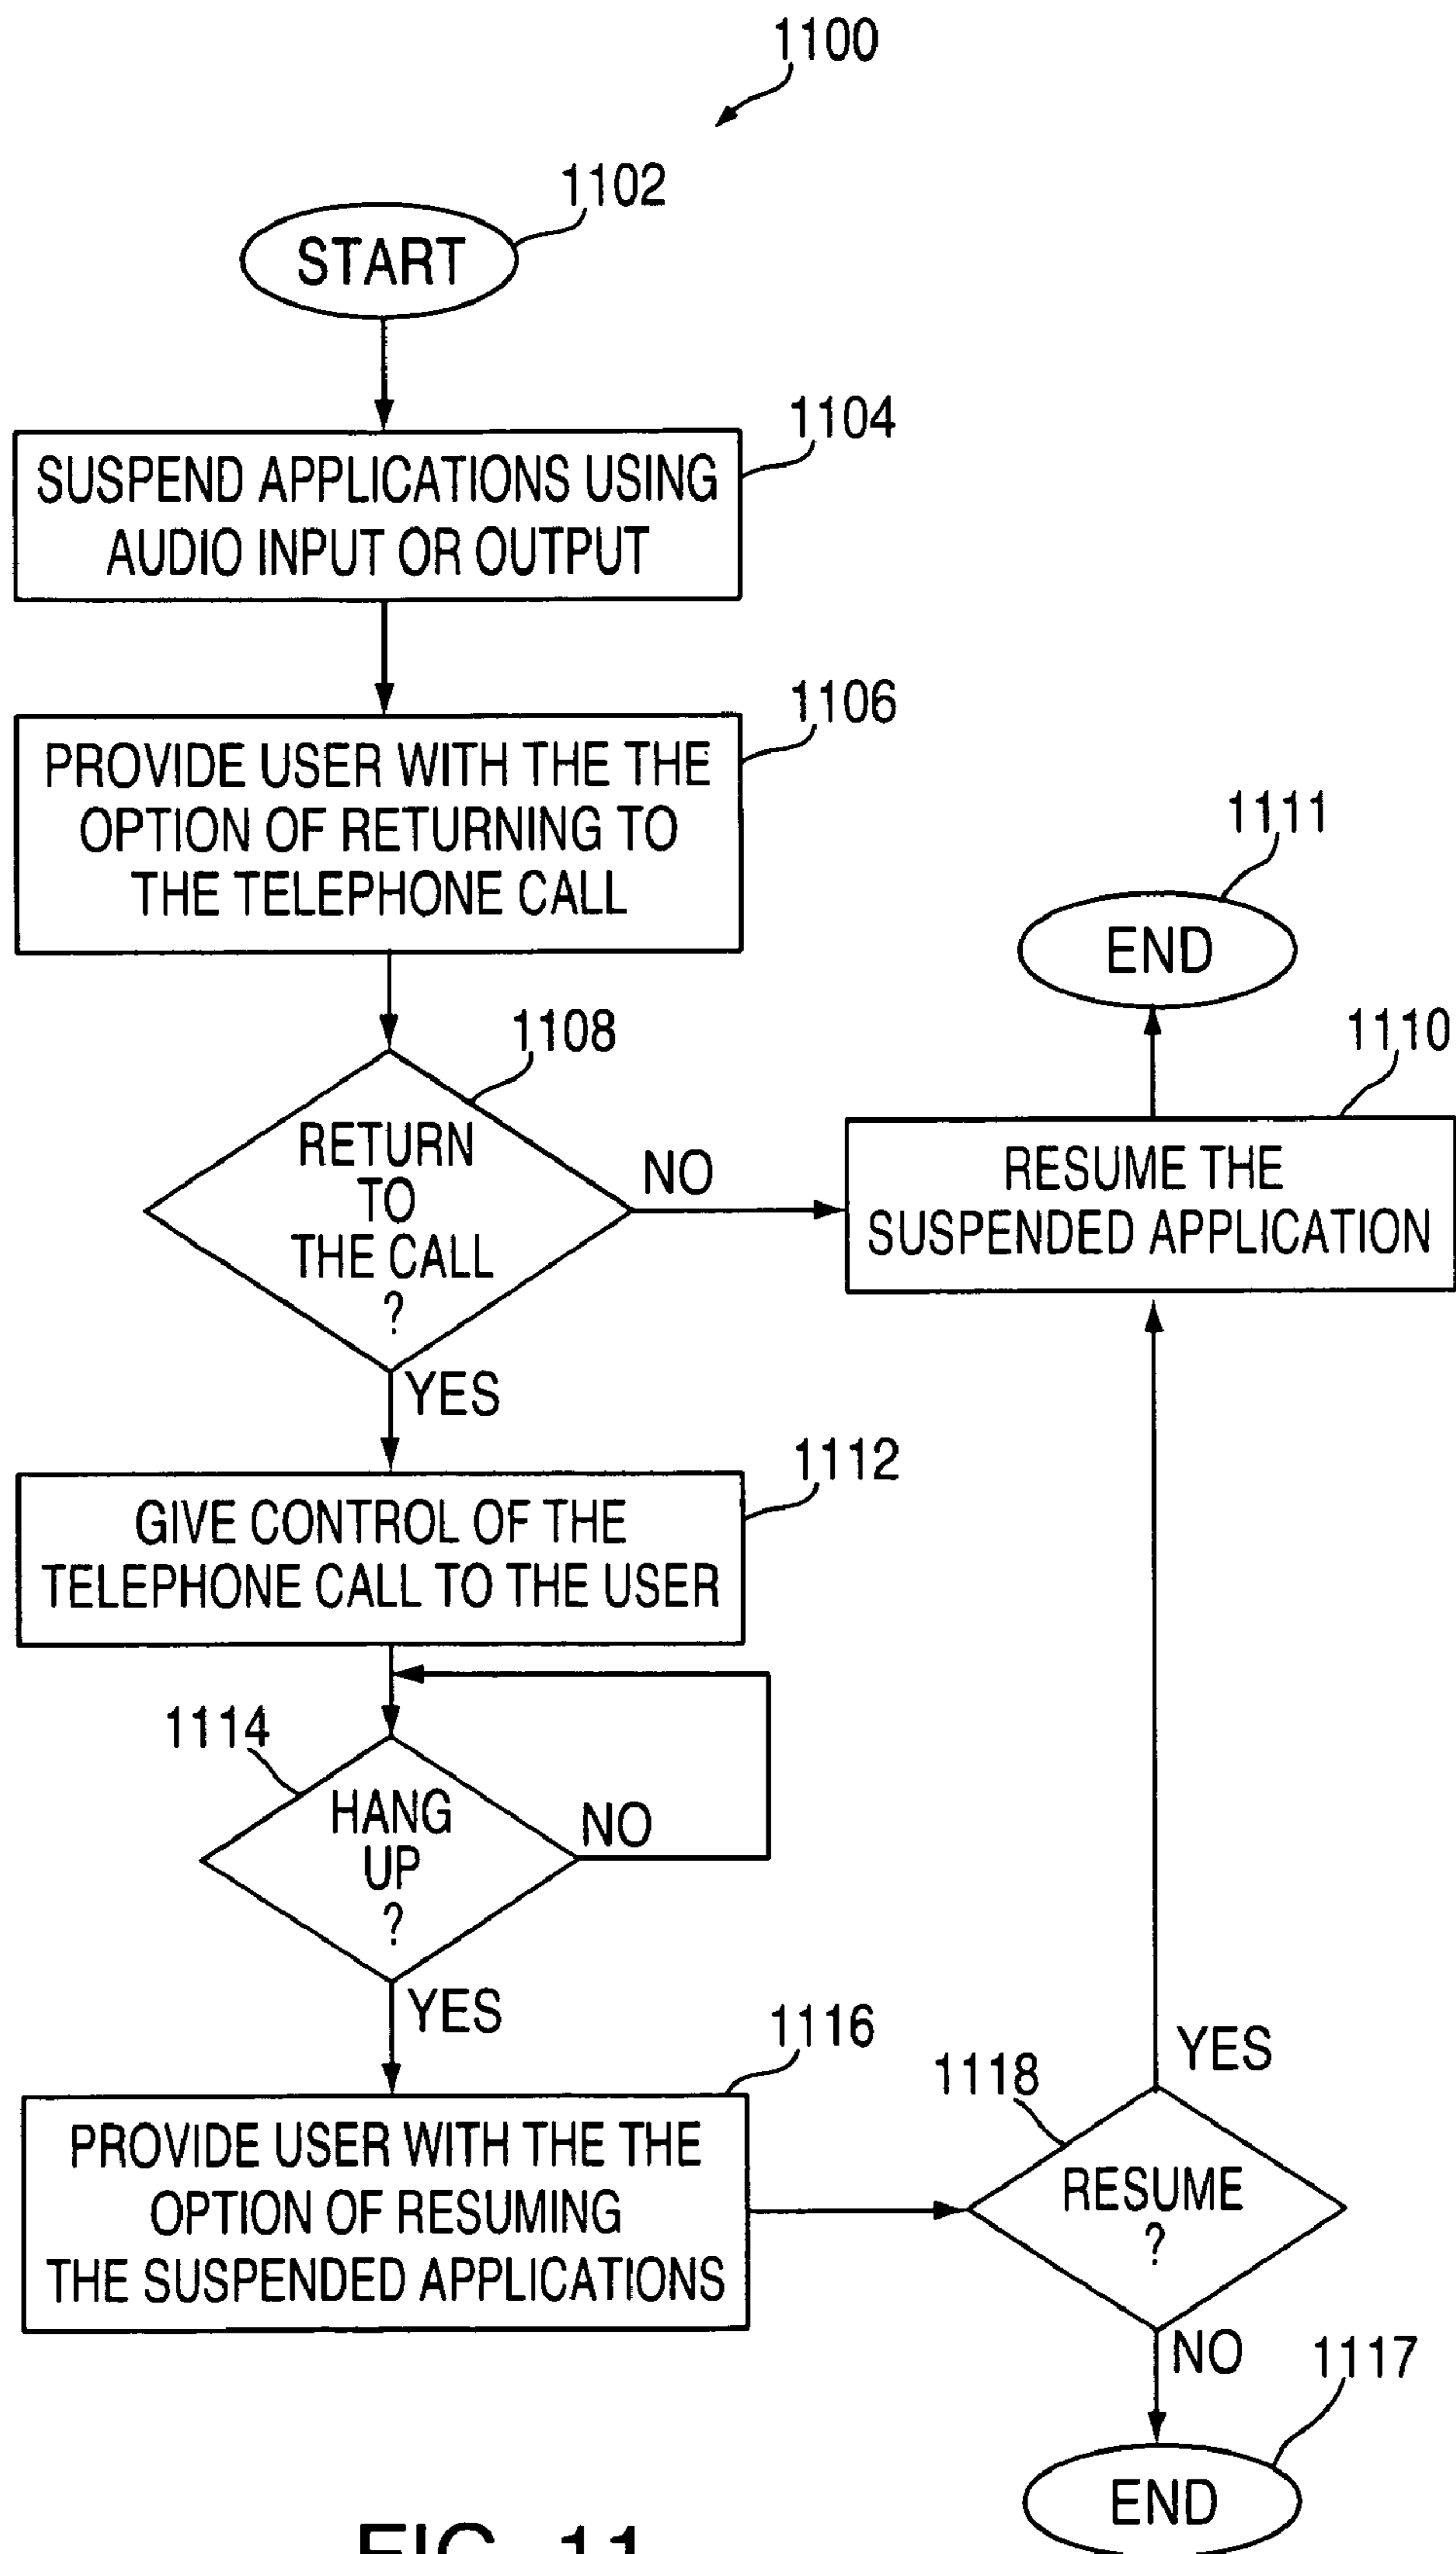 1100
1102
START
1104
SUSPEND APPLICATIONS USING
AUDIO INPUT OR OUTPUT
1106
PROVIDE USER WITH THE THE
OPTION OF RETURNING TO
THE TELEPHONE CALL
1111
END
1108
RETURN
TO
THE CALL
?
NO
1110
RESUME THE
SUSPENDED APPLICATION
YES
1112
GIVE CONTROL OF THE
TELEPHONE CALL TO THE USER
1114
HANG
UP
?
NO
YES
1116
PROVIDE USER WITH THE THE
OPTION OF RESUMING
THE SUSPENDED APPLICATIONS
1118
RESUME
?
YES
NO
1117
END
FIG. 11